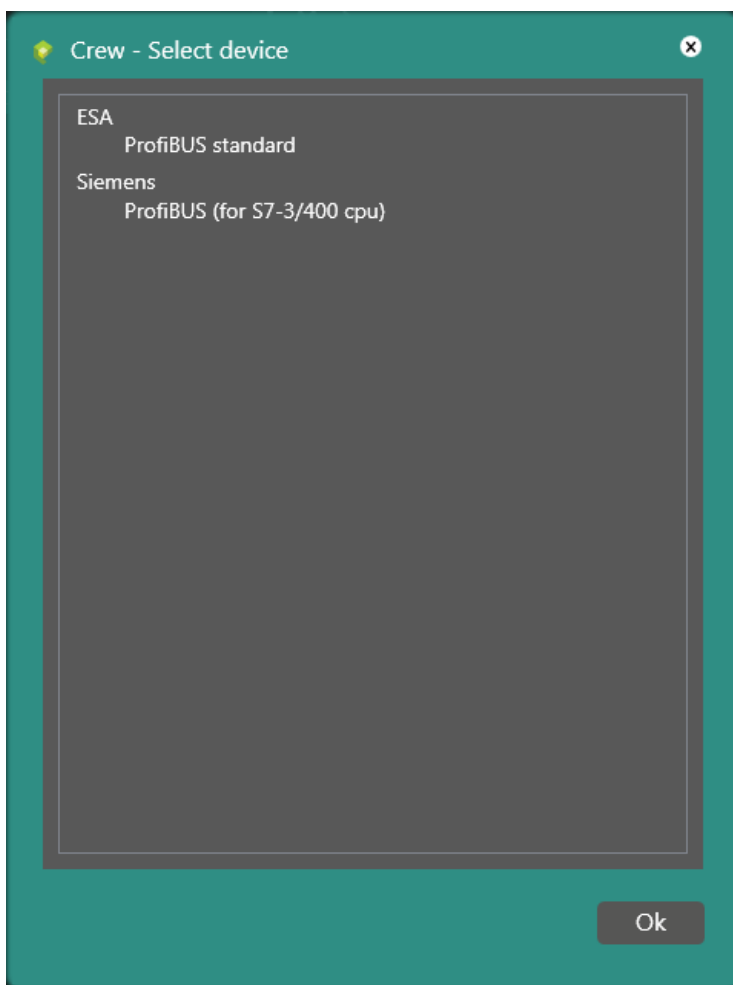 Crew - Select device
ESA
ProfiBUS standard
Siemens
ProfiBUS (for S7-3/400 cpu)
Ok